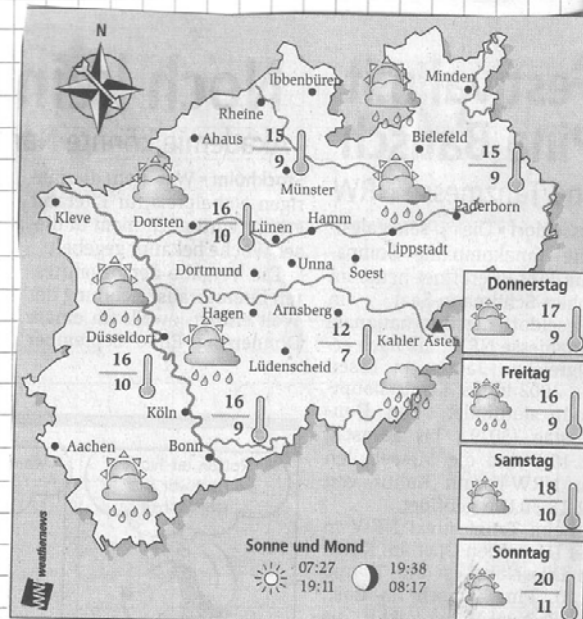 N
Ibbenbüren
Minden
Rheine
Ahaus
15
9
Bielefeld
15
9
Münster
Kleve
16
10
Dorsten
Lünen
Hamm
Paderborn
Lippstadt
Dortmund
Unna
Soest
Hagen
Arnsberg
12
7
Kahler Asten
Düsseldorf
16
10
Lüdenscheid
16
9
Köln
Aachen
Bonn
Donnerstag
17
9
Freitag
16
9
Samstag
18
10
Sonntag
20
11
Sonne und Mond
07:27
19:11
19:38
08:17
weathernews